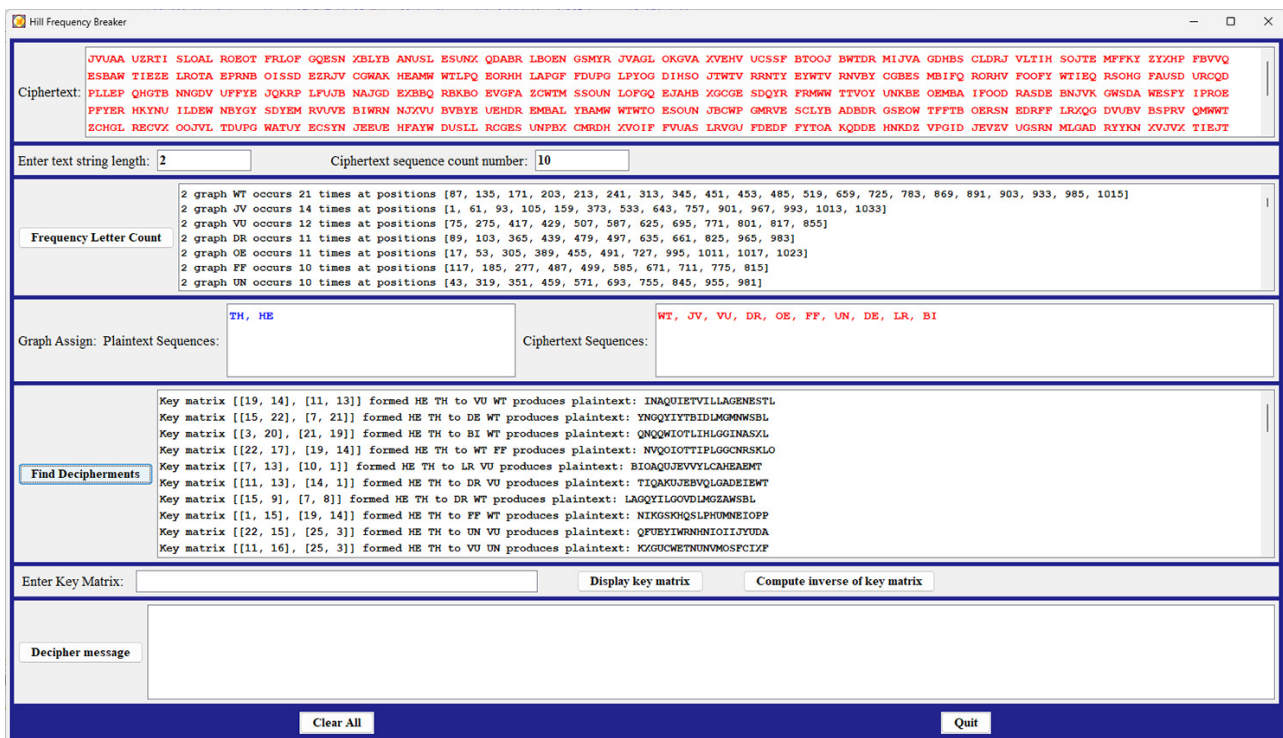 Hill Frequency Breaker
Ciphertext:
JVUAA UZRTI SLOAL ROEOT FRLOF GQESN XBLYB ANUSL ESUNX QDABR LBOEN GSMYR JVAGL OKGVA XVEHV UCSSF BTOOJ BWTDR MIJVA GDHBS CLDRJ VLTIH SOJTE MFFKY ZYXHP FBVVQ
ESBAW TIEZE LROTA EPRNB OISSD EZRJV CGWAK HEAMW WTLPQ EORHH LAPGF FDUPG LPYOG DIHSO JTWTV RRNTY EYWTV RNVBY CGBES MBIFQ RORHV FOOFY WTIEQ RSOHG FAUSD URCQD
PLLEP QHGTB NNGDV UFFYE JQKRP LFUJB NAJGD EXBBQ RBKBO EVGFA ZCWTM SSOUN LOFGQ EJAHB XGCGE SDQYR FRMWW TTVOY UNKBE OEMBA IFOOD RASDE BNJVK GWSDA WESFY IPROE
PFYER HKYNU ILDEW NBYGY SDYEM RVUVE BIWRN NJXVU BVBYE UEHDR EMBAL YBAMW WTWTO ESOUN JBCWP GMRVE SCLYB ADBDR GSEOW TFFTB OERSN EDRFF LRXQG DVUBV BSPRV QMWWT
ZCHGL RECVX OOJVL TDUPG WATUY ECSYN JEEUE HFAYW DUSLL RCGES UNPBX CMRDH XVOIF FVUAS LRVGU FDEDF FYTOA KQDDE HNKDZ VPGID JEVZV UGSRN MLGAD RYYKN XVJVX TIEJT
Enter text string length: 2
Ciphertext sequence count number: 10
Frequency Letter Count
2 graph WT occurs 21 times at positions [87, 135, 171, 203, 213, 241, 313, 345, 451, 453, 485, 519, 659, 725, 783, 869, 891, 903, 933, 985, 1015]
2 graph JV occurs 14 times at positions [1, 61, 93, 105, 159, 373, 533, 643, 757, 901, 967, 993, 1013, 1033]
2 graph VU occurs 12 times at positions [75, 275, 417, 429, 507, 587, 625, 695, 771, 801, 817, 855]
2 graph DR occurs 11 times at positions [89, 103, 365, 439, 479, 497, 635, 661, 825, 965, 983]
2 graph OE occurs 11 times at positions [17, 53, 305, 389, 455, 491, 727, 995, 1011, 1017, 1023]
2 graph FF occurs 10 times at positions [117, 185, 277, 487, 499, 585, 671, 711, 775, 815]
2 graph UN occurs 10 times at positions [43, 319, 351, 459, 571, 693, 755, 845, 955, 981]
Graph Assign: Plaintext Sequences:
TH, HE
Ciphertext Sequences:
WT, JV, VU, DR, OE, FF, UN, DE, LR, BI
Find Decipherments
Key matrix [[19, 14], [11, 13]] formed HE TH to VU WT produces plaintext: INAQUIETVILLAGENESTL
Key matrix [[15, 22], [7, 21]] formed HE TH to DE WT produces plaintext: YNGQYIYTBIDLMGMNWSBL
Key matrix [[3, 20], [21, 19]] formed HE TH to BI WT produces plaintext: QNQQWIOTLIHLGGINASXL
Key matrix [[22, 17], [19, 14]] formed HE TH to WT FF produces plaintext: NVQOIOTTIPLGGCNRSKLO
Key matrix [[7, 13], [10, 1]] formed HE TH to LR VU produces plaintext: BIOAQUJEVVYLCAHEAEMT
Key matrix [[11, 13], [14, 1]] formed HE TH to DR VU produces plaintext: TIQAKUJEBVQLGADEIEWT
Key matrix [[15, 9], [7, 8]] formed HE TH to DR WT produces plaintext: LAGQYILGOVDLMGZAWSBL
Key matrix [[1, 15], [19, 14]] formed HE TH to FF WT produces plaintext: NIKGSKHQSLPHUMNEIOPP
Key matrix [[22, 15], [25, 3]] formed HE TH to UN VU produces plaintext: QFUEYIWRNHNIOIIJYUDA
Key matrix [[11, 16], [25, 3]] formed HE TH to VU UN produces plaintext: KXGUCWETNUNVMOSFCIXF
Enter Key Matrix:
Display key matrix
Compute inverse of key matrix
Decipher message
Clear All
Quit